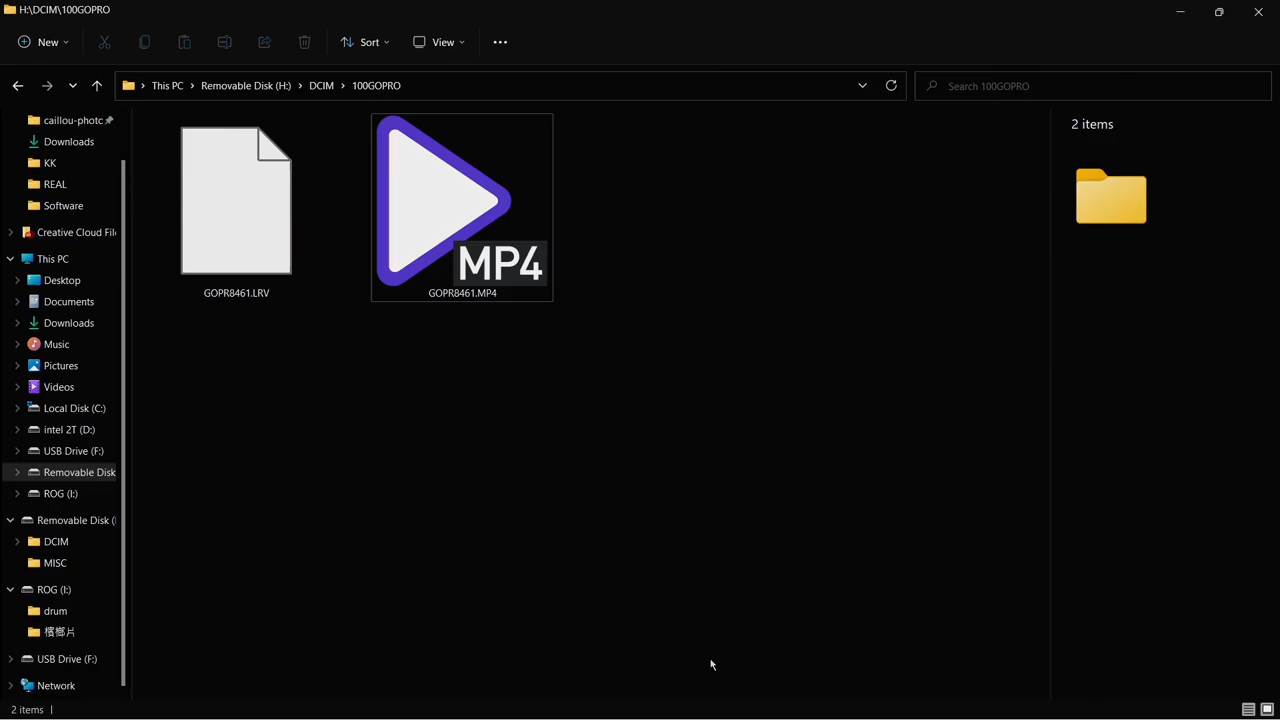 H:\DCIM\100GOPRO
New
Sort
View
This PC
Removable Disk (H:)
DCIM
100GOPRO
Search 100GOPRO
caillou-photc
Downloads
KK
REAL
Software
Creative Cloud File
This PC
Desktop
Documents
Downloads
Music
Pictures
Videos
Local Disk (C:)
intel 2T (D:)
USB Drive (F:)
Removable Disk
ROG (I:)
Removable Disk (
DCIM
MISC
ROG (I:)
drum
檳榔片
USB Drive (F:)
Network
MP4
GOPR8461.LRV
GOPR8461.MP4
2 items
2 items